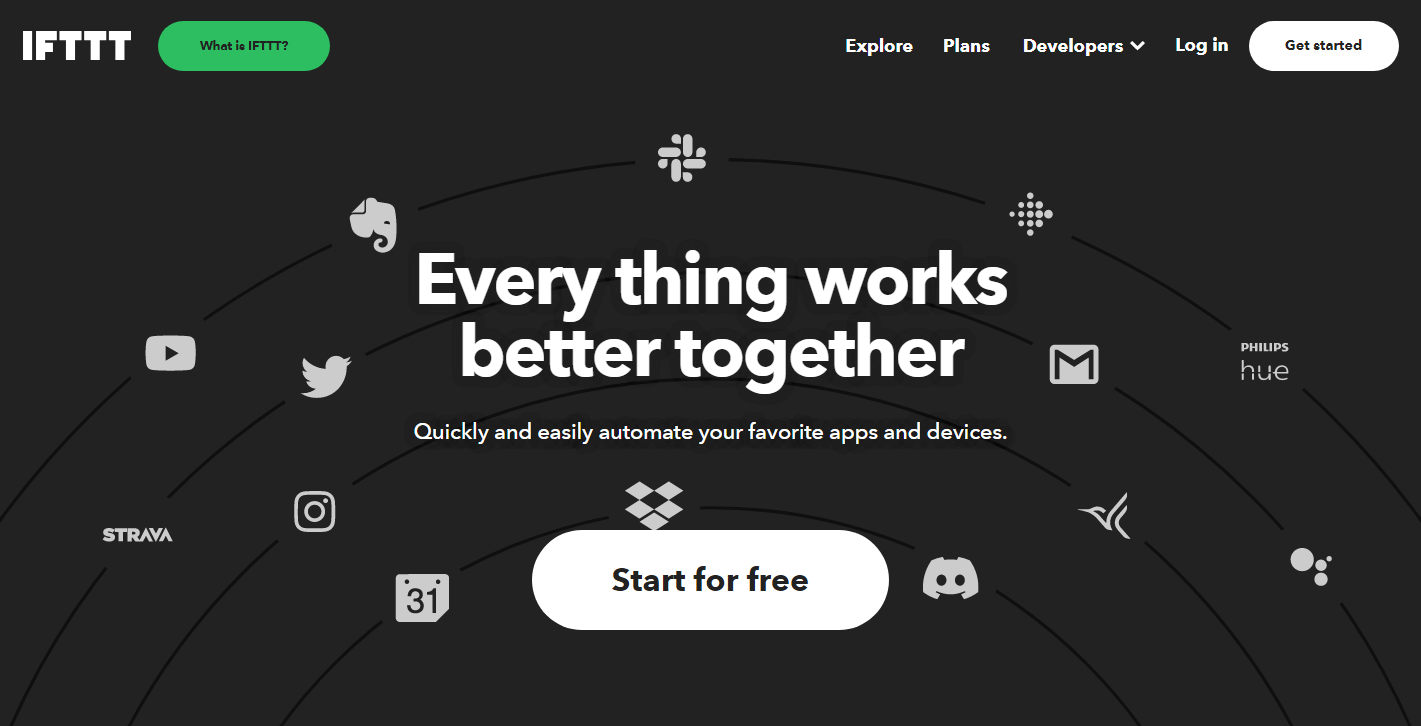 IFTTT
What is IFTTT?
Explore
Plans
Developers
Log in
Get started
Every thing works
better together
PHILIPS
hue
Quickly and easily automate your favorite apps and devices.
STRAVA
31
Start for free